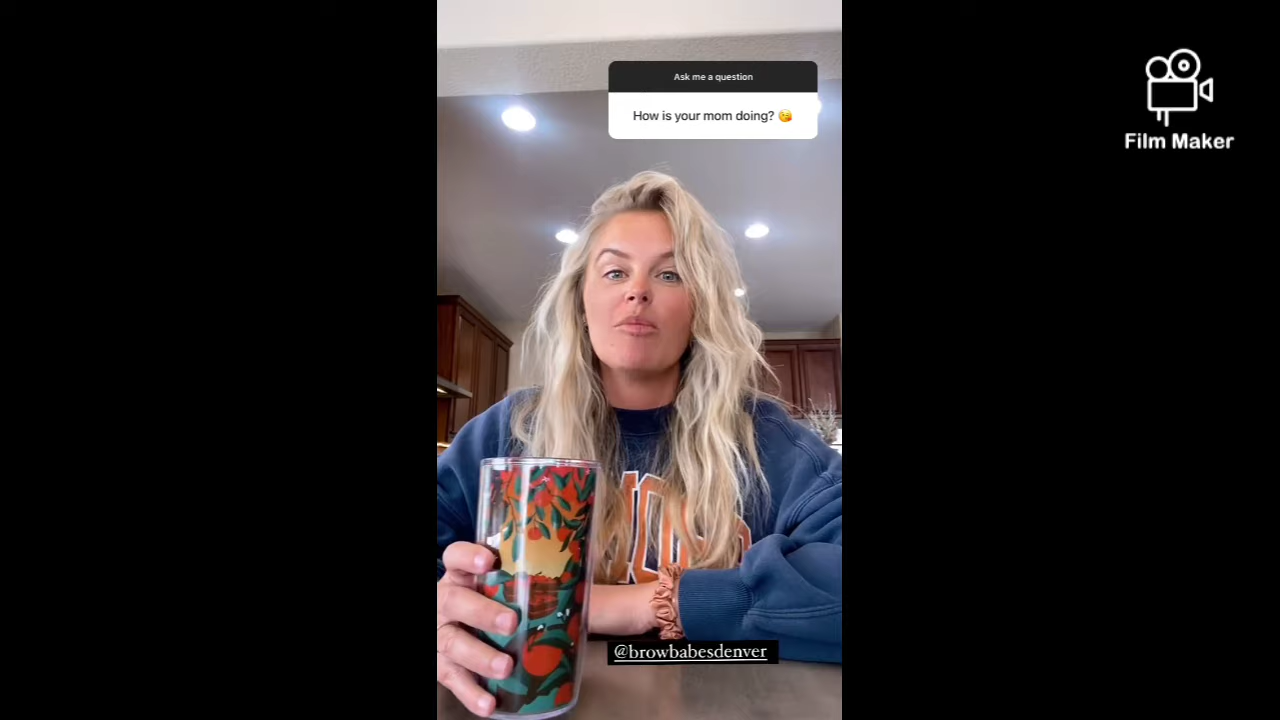 Ask me a question
How is your mom doing? 😋
Film Maker
@browbabesdenver